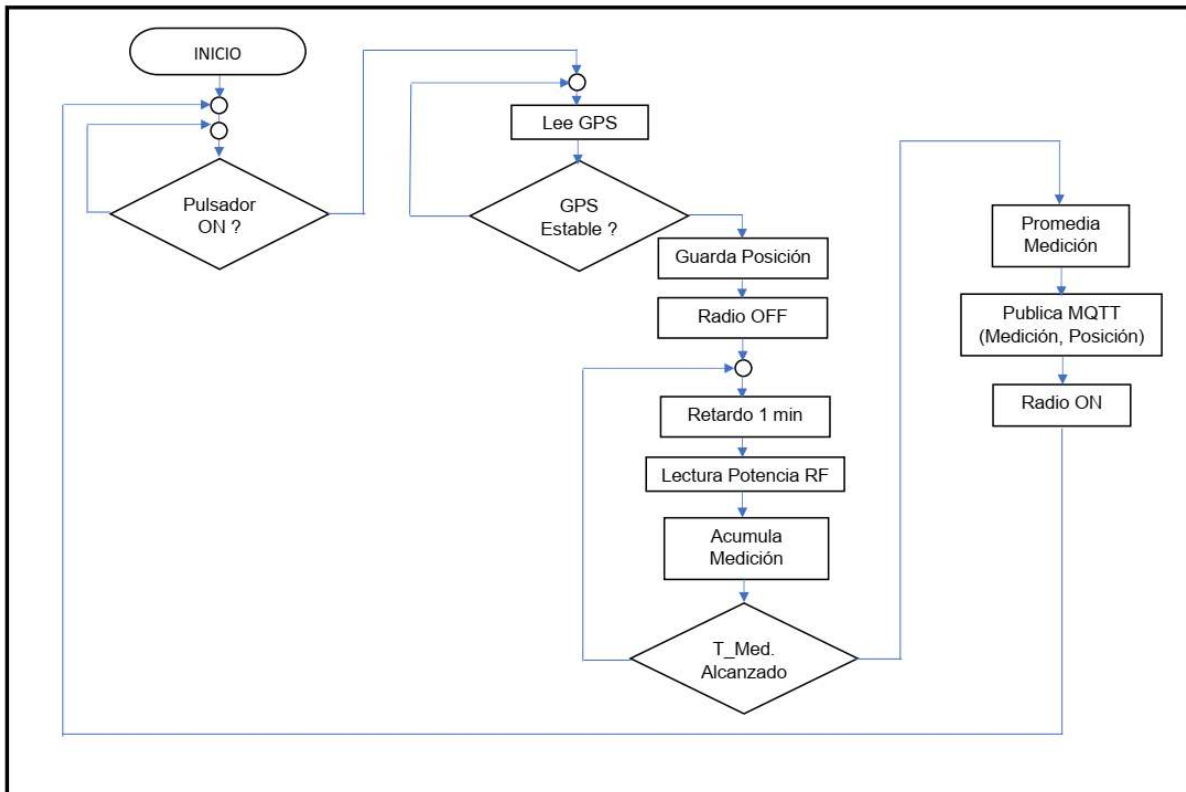 INICIO
Pulsador
ON ?
Lee GPS
GPS
Estable ?
Guarda Posición
Radio OFF
Retardo 1 min
Lectura Potencia RF
Acumula
Medición
T_Med.
Alcanzado
Promedia
Medición
Publica MQTT
(Medición, Posición)
Radio ON